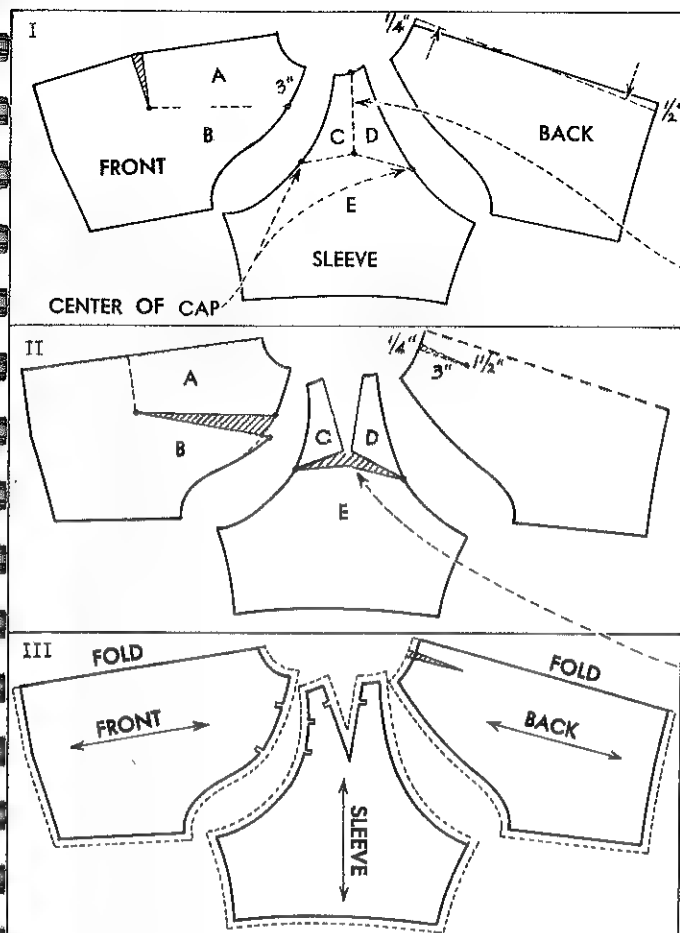 I
1/4"
A
3"
1/2"
B
C D
BACK
FRONT
E
SLEEVE
CENTER OF CAP
II
1/4"
1 1/2"
3"
A
B
C
D
E
III
FOLD
FOLD
FRONT
BACK
SLEEVE